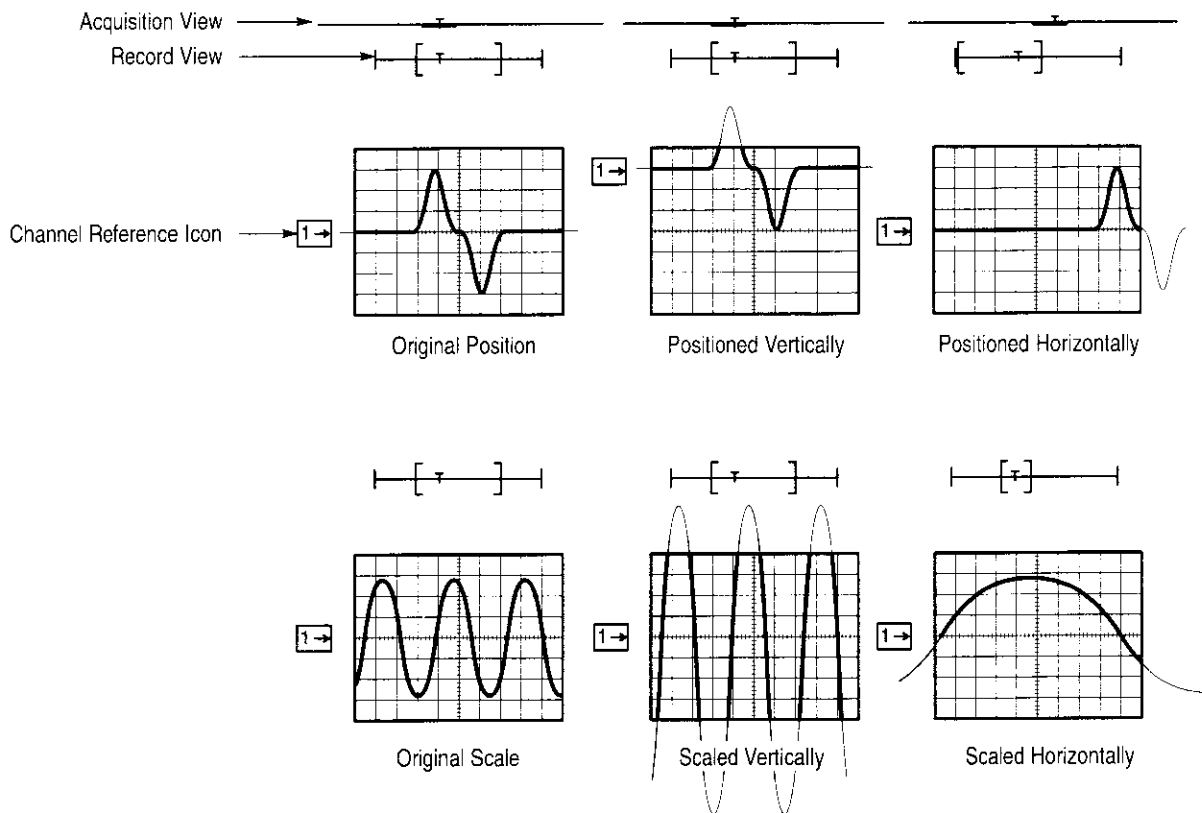 Acquisition View
T T T
Record View
T T T
Channel Reference Icon
1→ 1→ 1→
Original Position Positioned Vertically Positioned Horizontally
T T T
1→ 1→ 1→
Original Scale Scaled Vertically Scaled Horizontally